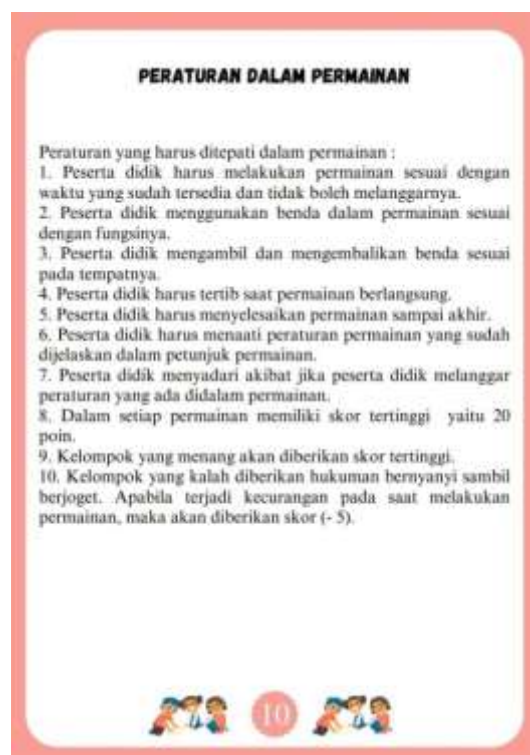 PERATURAN DALAM PERMAINAN
Peraturan yang harus ditepati dalam permainan :
1. Peserta didik harus melakukan permainan sesuai dengan
waktu yang sudah tersedia dan tidak boleh melanggarnya.
2. Peserta didik menggunakan benda dalam permainan sesuai
dengan fungsinya.
3. Peserta didik mengambil dan mengembalikan benda sesuai
pada tempatnya.
4. Peserta didik harus tertib saat permainan berlangsung.
5. Peserta didik harus menyelesaikan permainan sampai akhir.
6. Peserta didik harus menaati peraturan permainan yang sudah
dijelaskan dalam petunjuk permainan.
7. Peserta didik menyadari akibat jika peserta didik melanggar
peraturan yang ada didalam permainan.
8. Dalam setiap permainan memiliki skor tertinggi yaitu 20
poin.
9. Kelompok yang menang akan diberikan skor tertinggi.
10. Kelompok yang kalah diberikan hukuman bernyanyi sambil
berjoget. Apabila terjadi kecurangan pada saat melakukan
permainan, maka akan diberikan skor (- 5).
10